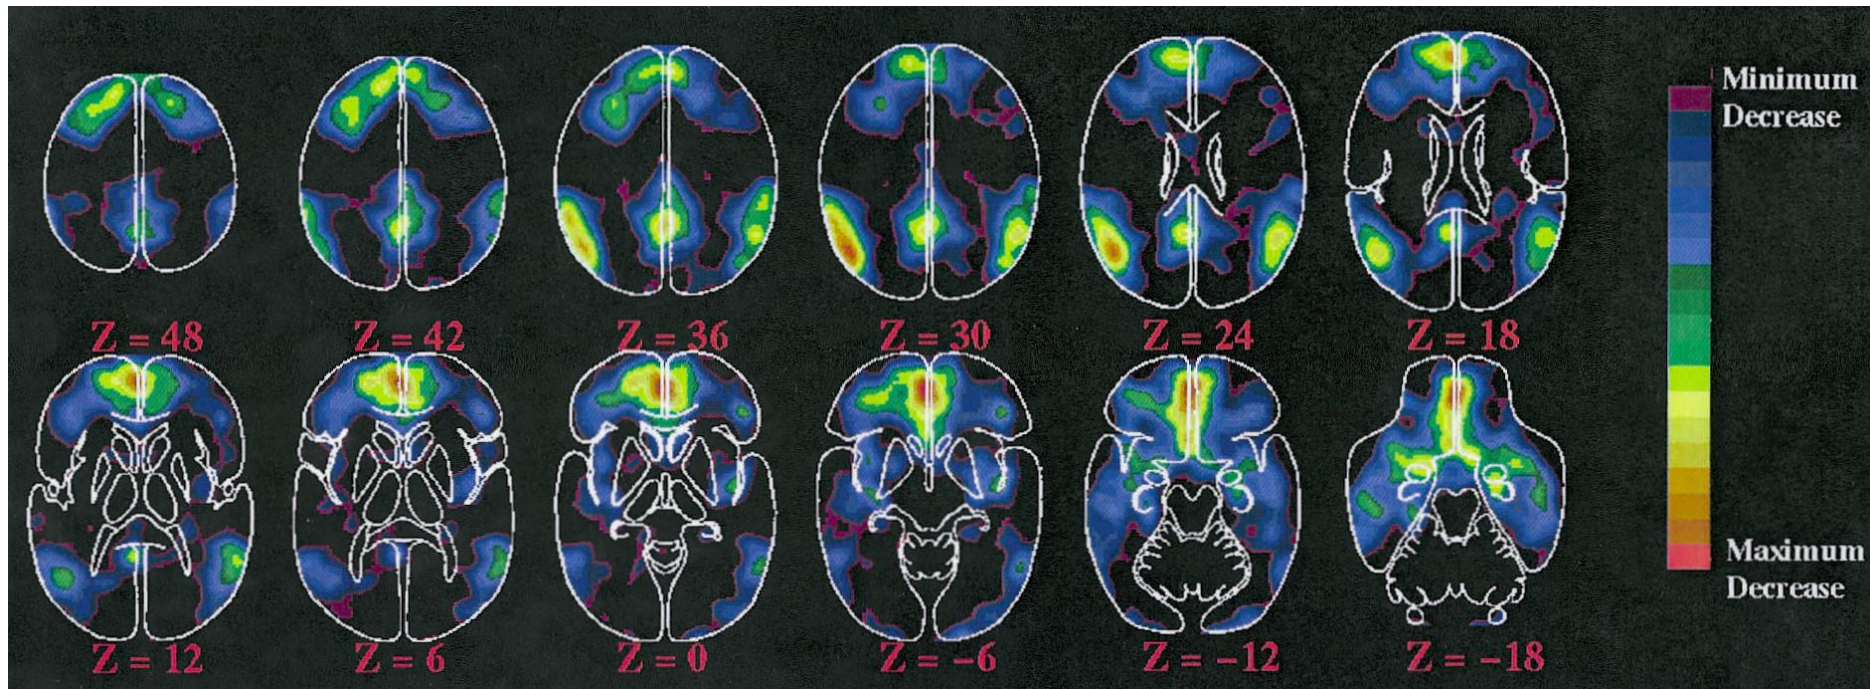 Minimum
Decrease
Z = 48
Z = 42
Z = 36
Z = 30
Z = 24
Z = 18
Maximum
Decrease
Z = 12
Z = 6
Z = 0
Z = -6
Z = -12
Z = -18